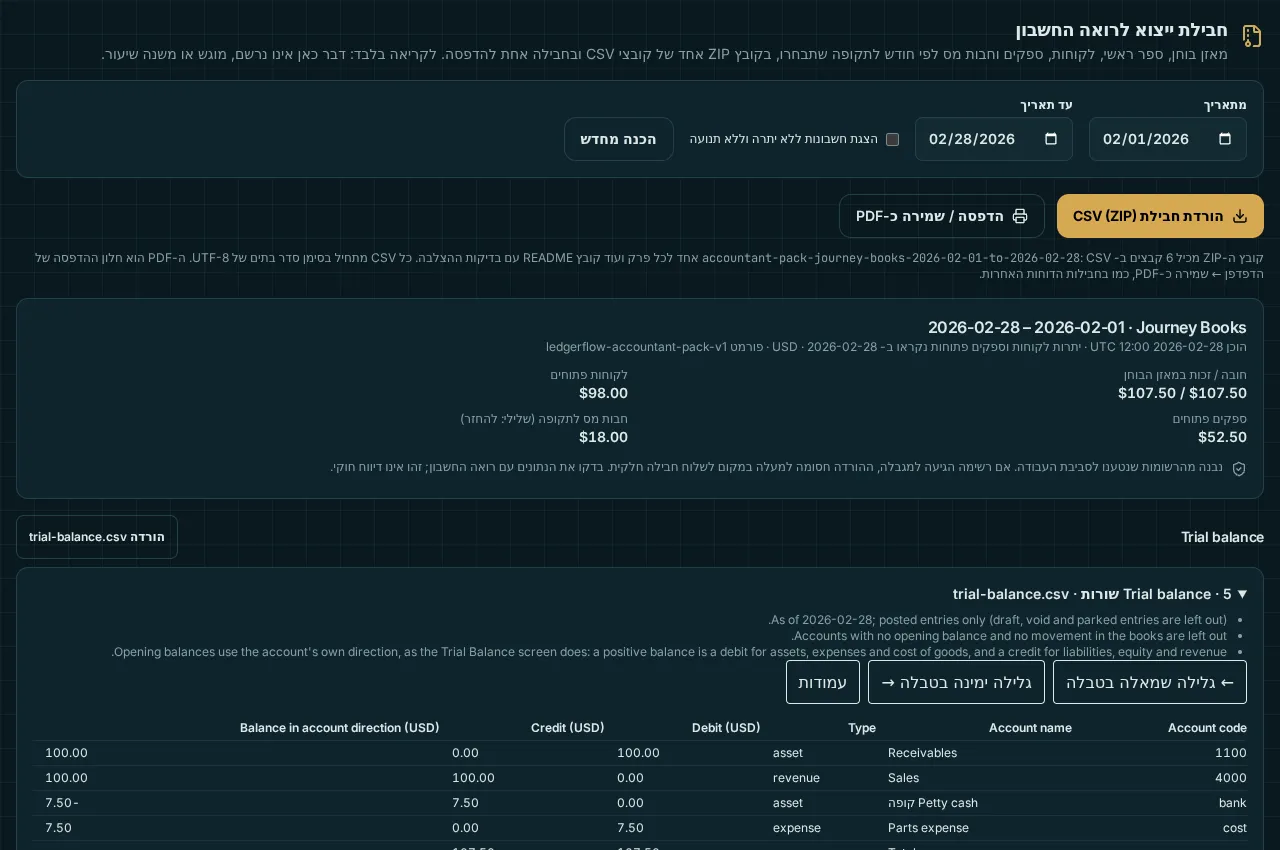 חבילת ייצוא לרואה החשבון
מאזן בוחן, ספר ראשי, לקוחות, ספקים וחבות מס לפי חודש לתקופה שתבחרו, בקובץ ZIP אחד של קובצי CSV ובחבילה אחת להדפסה. לקריאה בלבד: דבר כאן אינו נרשם, מוגש או משנה שיעור.
מתאריך
עד תאריך
02/01/2026
02/28/2026
הצגת חשבונות ללא יתרה וללא תנועה
הכנה מחדש
הורדת חבילת CSV (ZIP)
הדפסה / שמירה כ-PDF
קובץ ה-ZIP מכיל 6 קבצים ב- accountant-pack-journey-books-2026-02-01-to-2026-02-28: CSV אחד לכל פרק ועוד קובץ README עם בדיקות ההצלבה. כל CSV מתחיל בסימן סדר בתים של UTF-8. ה-PDF הוא חלון ההדפסה של
הדפדפן ← שמירה כ-PDF, כמו בחבילות הדוחות האחרות.
2026-02-28 – 2026-02-01 · Journey Books
הוכן 2026-02-28 12:00 UTC · יתרות לקוחות וספקים פתוחות נקראו ב- 2026-02-28 · USD · פורמט ledgerflow-accountant-pack-v1
חובה / זכות במאזן הבוחן
$107.50 / $107.50
לקוחות פתוחים
$98.00
ספקים פתוחים
$52.50
חבות מס לתקופה (שלילי: להחזר)
$18.00
נבנה מהרשומות שנטענו לסביבת העבודה. אם רשימה הגיעה למגבלה, ההורדה חסומה למעלה במקום לשלוח חבילה חלקית. בדקו את הנתונים עם רואה החשבון; זהו אינו דיווח חוקי.
Trial balance
הורדה trial-balance.csv
▼ Trial balance · 5 שורות · trial-balance.csv
• As of 2026-02-28; posted entries only (draft, void and parked entries are left out).
• Accounts with no opening balance and no movement in the books are left out.
• Opening balances use the account's own direction, as the Trial Balance screen does: a positive balance is a debit for assets, expenses and cost of goods, and a credit for liabilities, equity and revenue.
← גלילה שמאלה בטבלה
גלילה ימינה בטבלה →
עמודות
Account code Account name Type Debit (USD) Credit (USD) Balance in account direction (USD)
1100 Receivables asset 100.00 0.00 100.00
4000 Sales revenue 0.00 100.00 100.00
bank קופה Petty cash asset 0.00 7.50 7.50-
cost Parts expense expense 7.50 0.00 7.50
Total 107.50 107.50